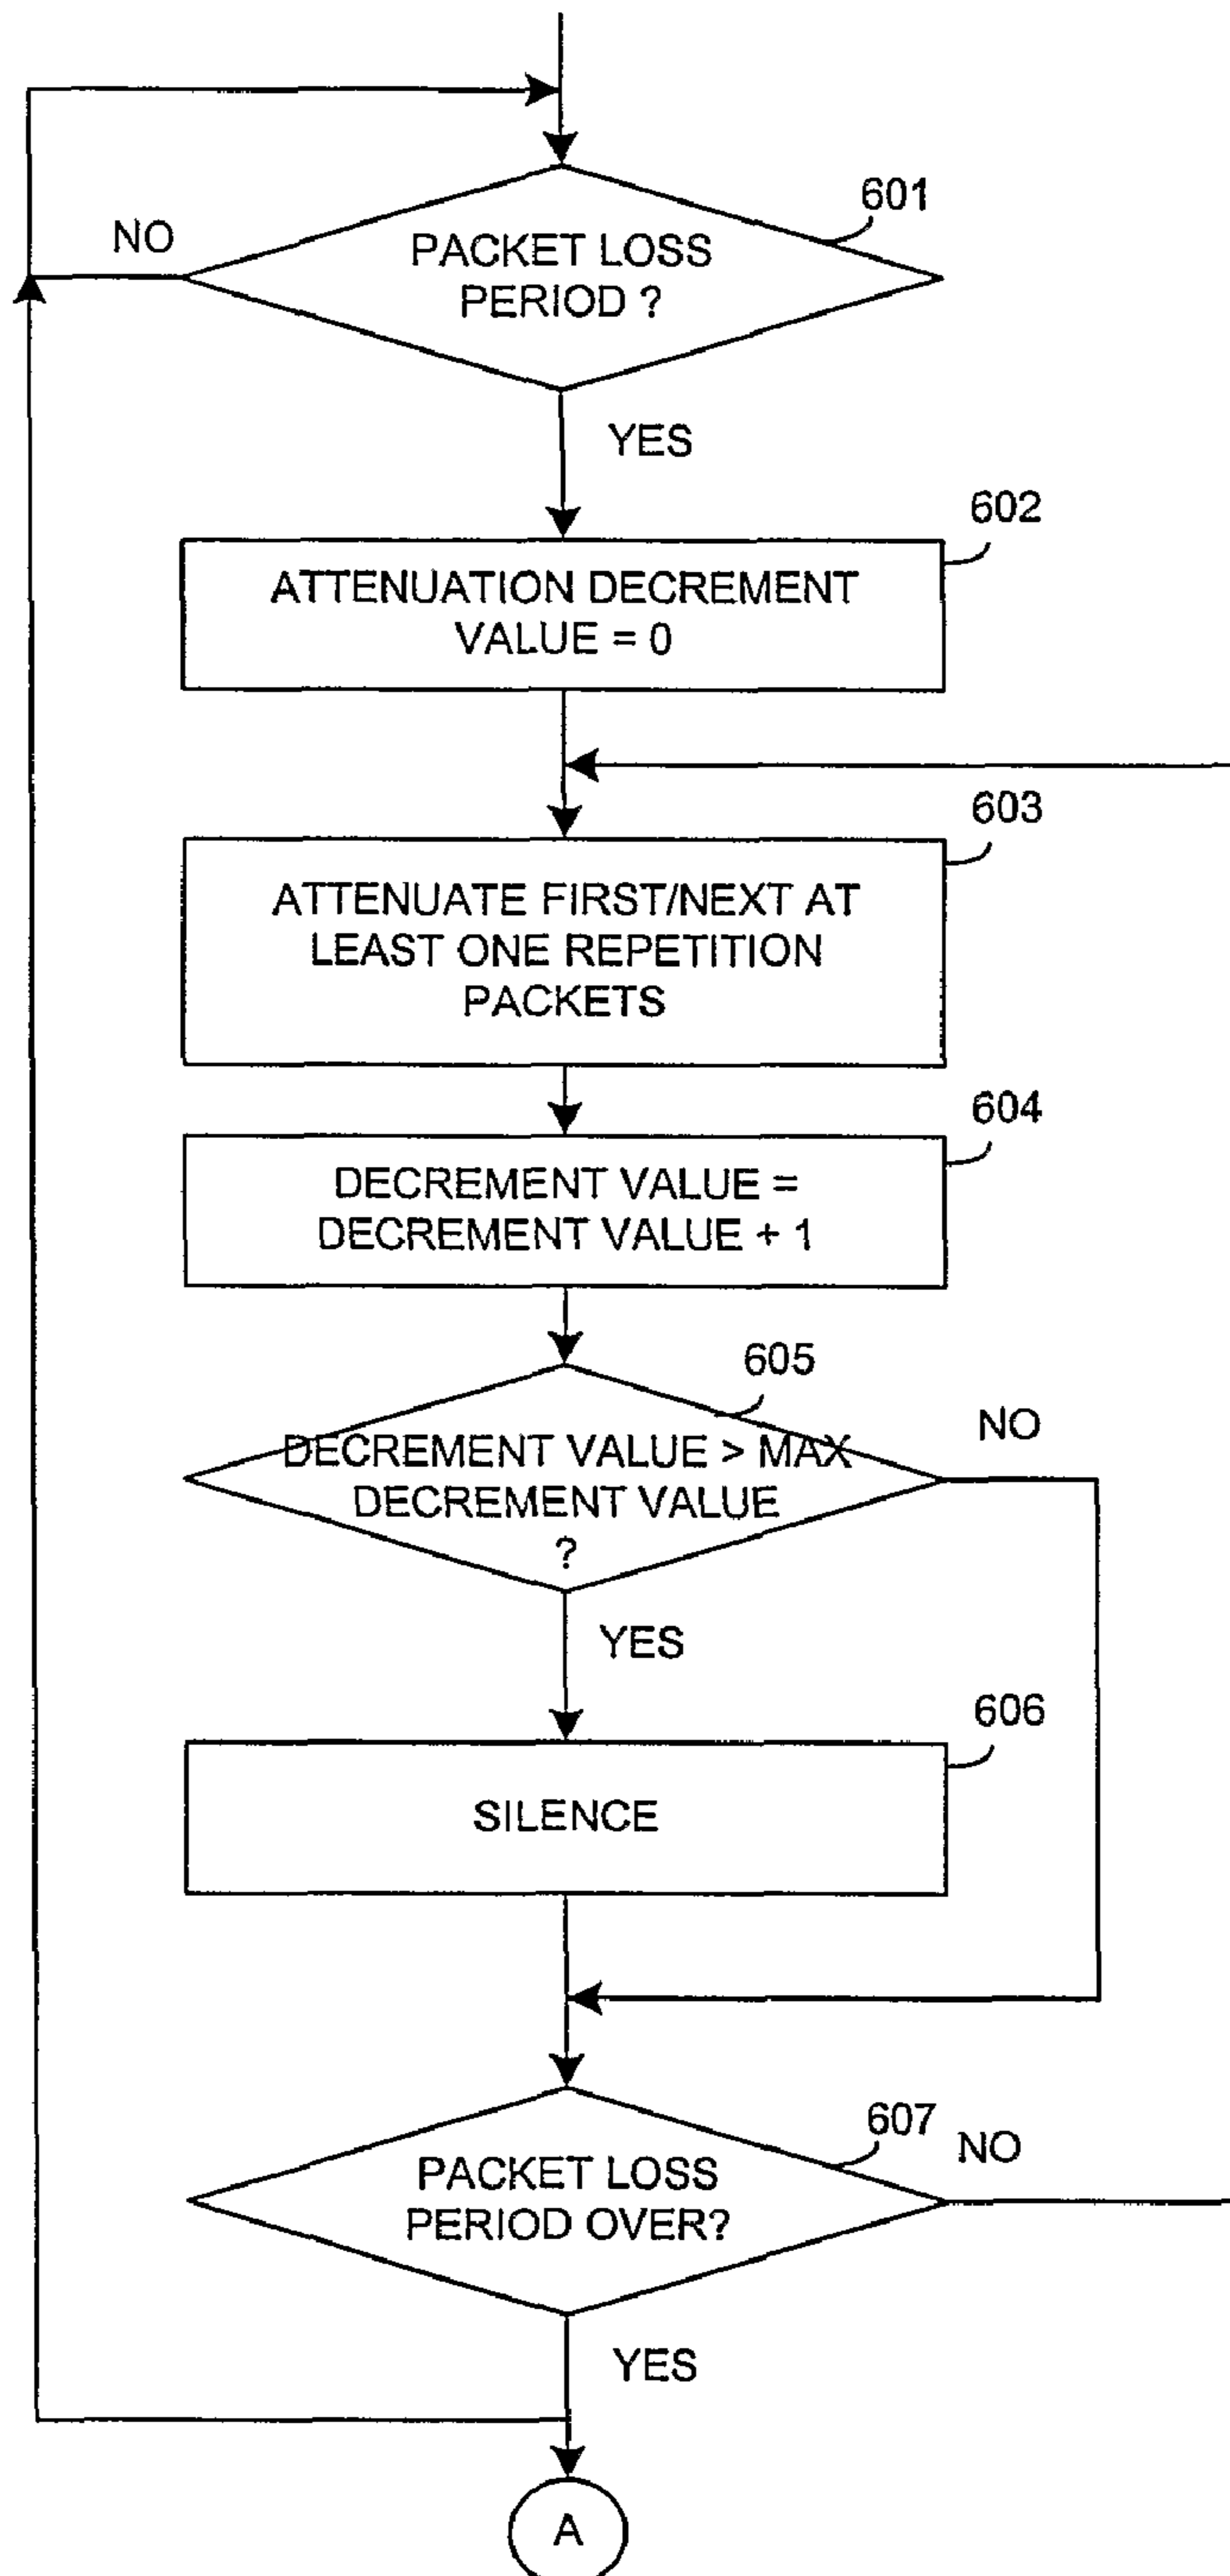 601
NO
PACKET LOSS
PERIOD ?
YES
602
ATTENUATION DECREMENT
VALUE = 0
603
ATTENUATE FIRST/NEXT AT
LEAST ONE REPETITION
PACKETS
604
DECREMENT VALUE =
DECREMENT VALUE + 1
605
NO
DECREMENT VALUE > MAX
DECREMENT VALUE
?
YES
606
SILENCE
607
NO
PACKET LOSS
PERIOD OVER?
YES
A